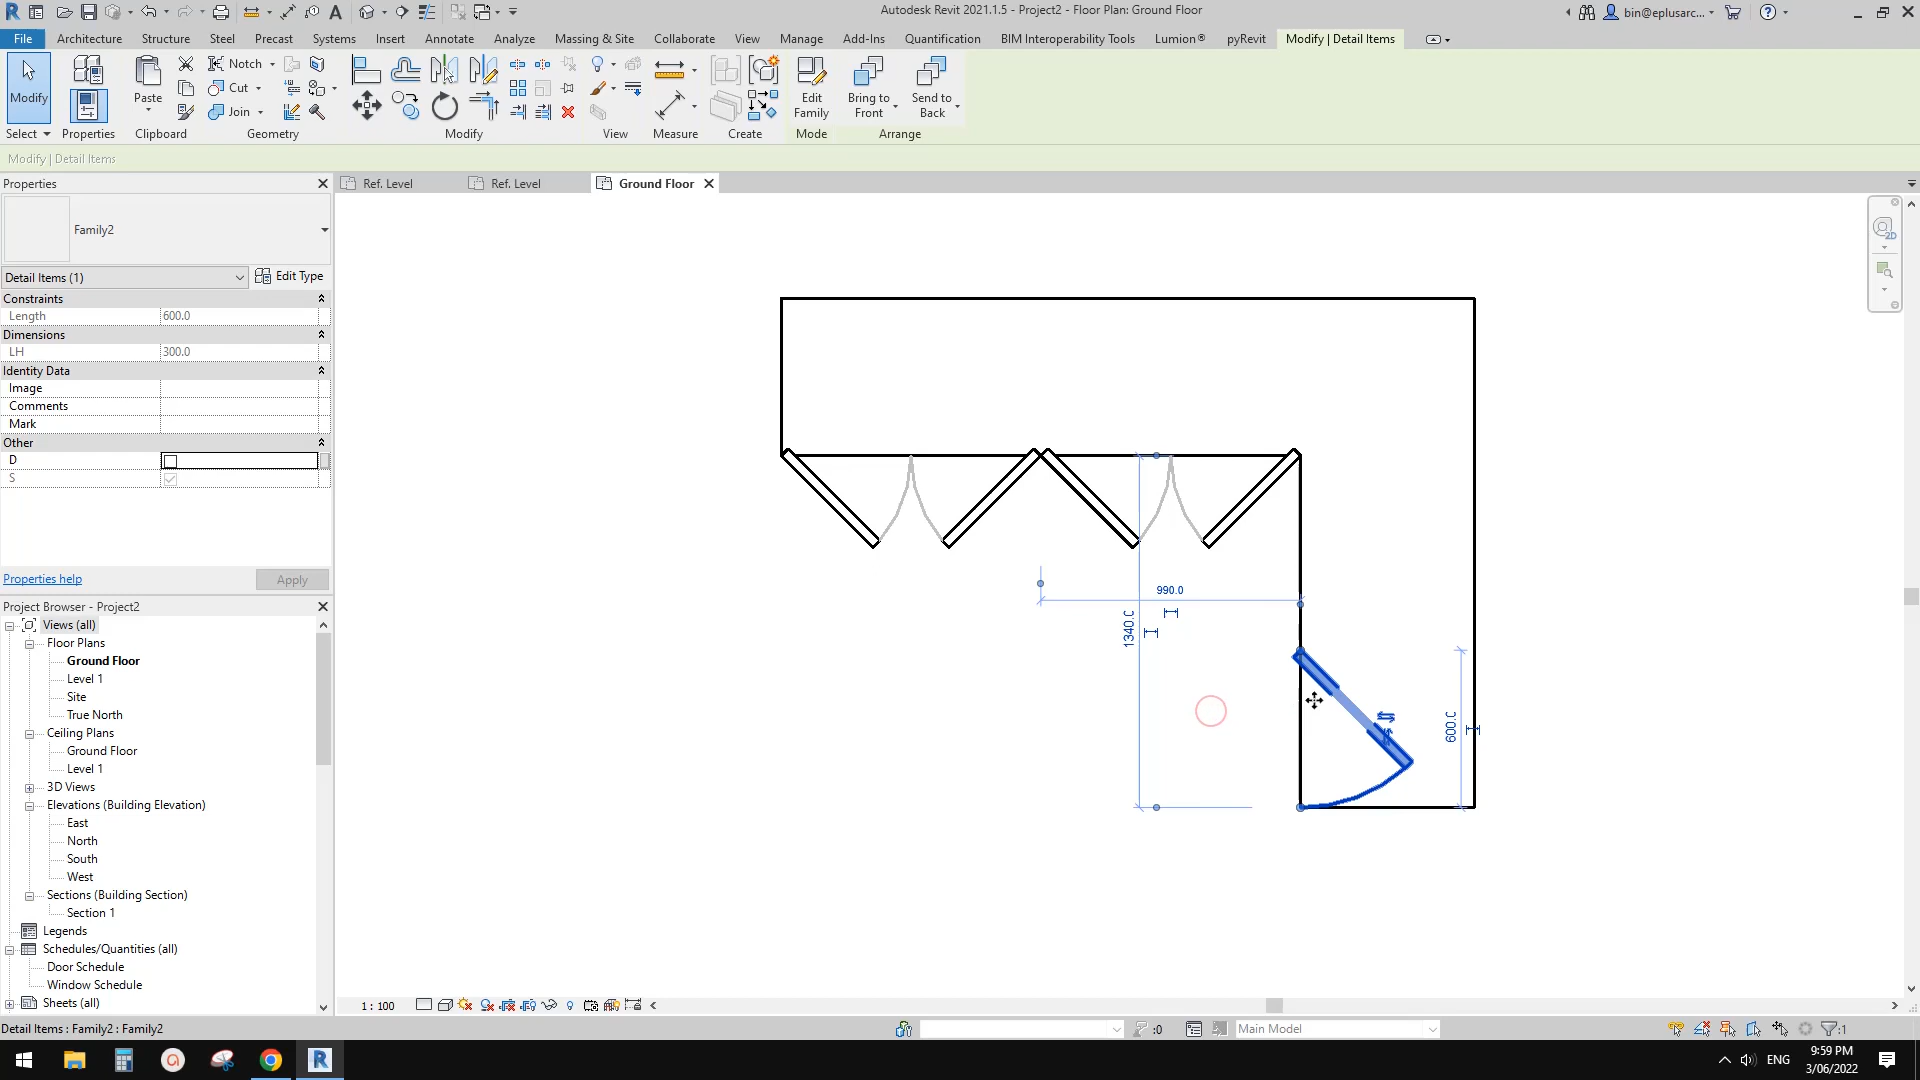 Autodesk Revit 2021.1.5 - Project2 - Floor Plan: Ground Floor
bin@eplusarc...
File Architecture Structure Steel Precast Systems Insert Annotate Analyze Massing & Site Collaborate View Manage Add-Ins Quantification BIM Interoperability Tools Lumion® pyRevit Modify | Detail Items
Modify
Paste
Notch
Cut
Join
Edit
Family
Bring to
Front
Send to
Back
Select Properties Clipboard Geometry Modify View Measure Create Mode Arrange
Modify | Detail Items
Properties
Ref. Level
Ref. Level
Ground Floor
Family2
Detail Items (1)
Edit Type
Constraints
Length 600.0
Dimensions
LH 300.0
Identity Data
Image
Comments
Mark
Other
D
S
Properties help
Apply
Project Browser - Project2
Views (all)
Floor Plans
Ground Floor
Level 1
Site
True North
Ceiling Plans
Ground Floor
Level 1
3D Views
Elevations (Building Elevation)
East
North
South
West
Sections (Building Section)
Section 1
Legends
Schedules/Quantities (all)
Door Schedule
Window Schedule
Sheets (all)
990.0
1340.0
600.0
2D
1 : 100
Detail Items : Family2 : Family2
:0
Main Model
:1
ENG
9:59 PM
3/06/2022